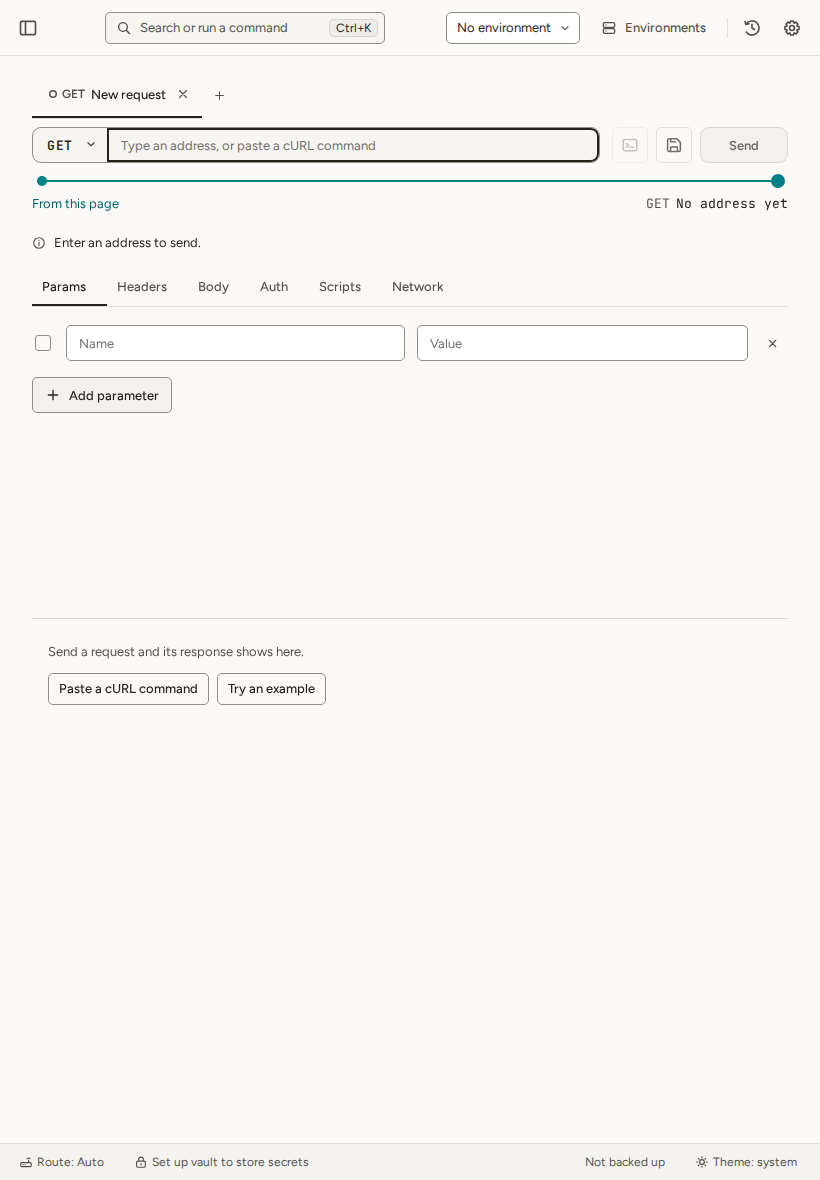 Search or run a command Ctrl+K No environment Environments
GET New request
GET Type an address, or paste a cURL command Send
From this page GET No address yet
Enter an address to send.
Params Headers Body Auth Scripts Network
Name Value
Add parameter
Send a request and its response shows here.
Paste a cURL command Try an example
Route: Auto Set up vault to store secrets Not backed up Theme: system